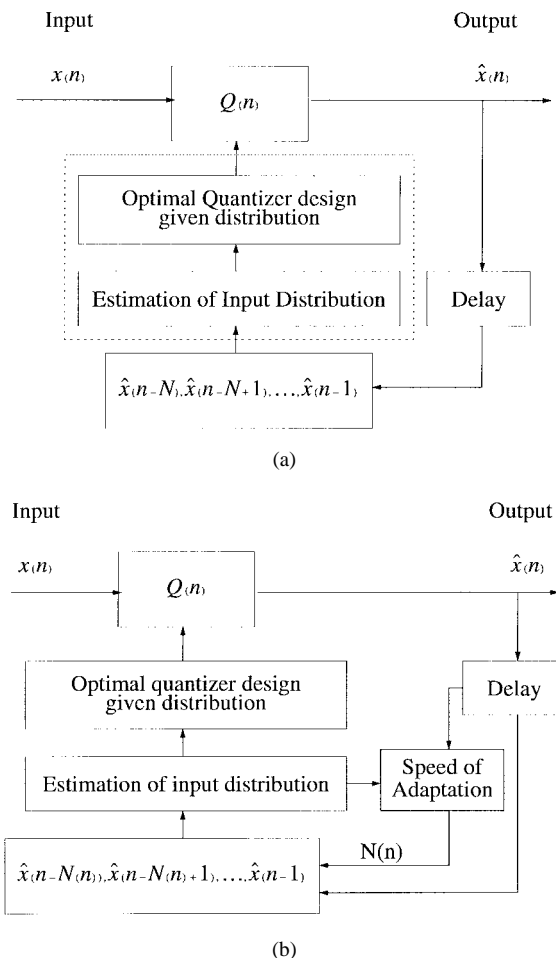 Input Output
x(n) x̂(n)
Q(n)
Optimal Quantizer design
given distribution
Estimation of Input Distribution
Delay
x̂(n-N),x̂(n-N+1),...,x̂(n-1)
(a)
Input Output
x(n) x̂(n)
Q(n)
Optimal quantizer design
given distribution
Delay
Estimation of input distribution
Speed of
Adaptation
N(n)
x̂(n-N(n)),x̂(n-N(n)+1),...,x̂(n-1)
(b)